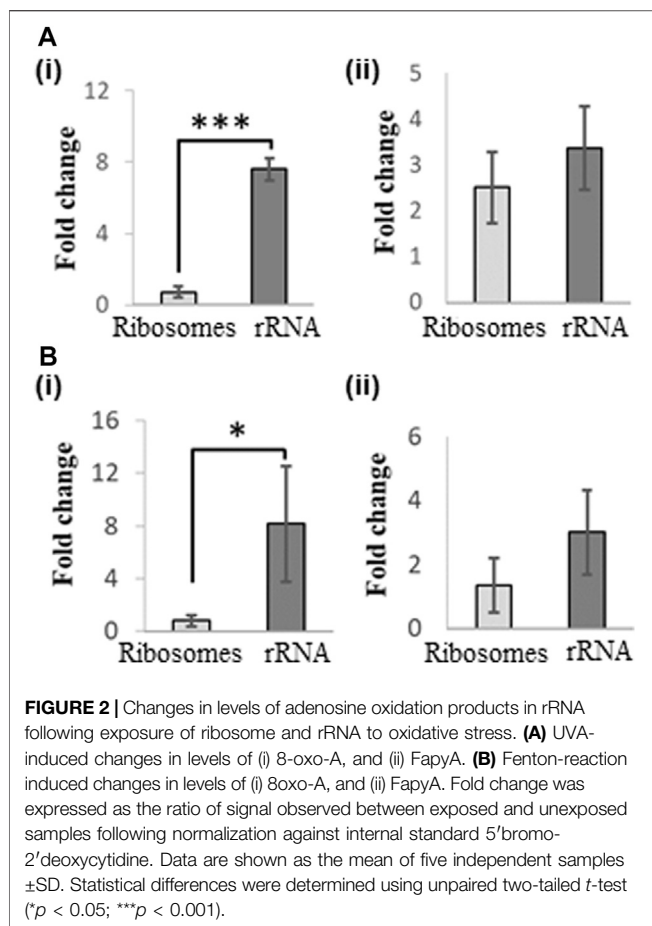 A
(i)
(ii)
Fold change
12
8
4
0
***
Ribosomes rRNA
Fold change
5
4
3
2
1
0
Ribosomes rRNA
B
(i)
(ii)
Fold change
16
12
8
4
0
*
Ribosomes rRNA
Fold change
6
4
2
0
Ribosomes rRNA
FIGURE 2 | Changes in levels of adenosine oxidation products in rRNA
following exposure of ribosome and rRNA to oxidative stress. (A) UVA-
induced changes in levels of (i) 8-oxo-A, and (ii) FapyA. (B) Fenton-reaction
induced changes in levels of (i) 8oxo-A, and (ii) FapyA. Fold change was
expressed as the ratio of signal observed between exposed and unexposed
samples following normalization against internal standard 5′bromo-
2′deoxycytidine. Data are shown as the mean of five independent samples
±SD. Statistical differences were determined using unpaired two-tailed t-test
(*p < 0.05; ***p < 0.001).